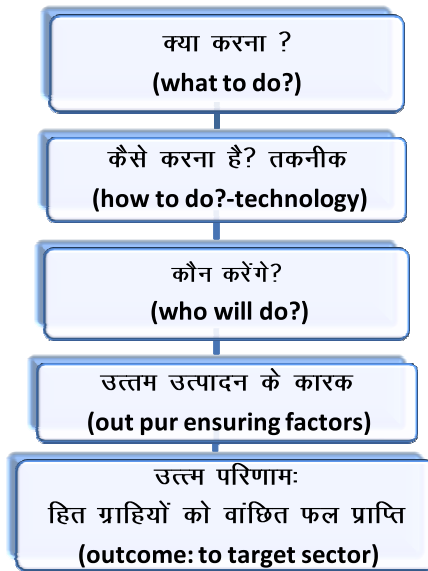 क्या करना ?
(what to do?)
कैसे करना है? तकनीक
(how to do?-technology)
कौन करेंगे?
(who will do?)
उत्तम उत्पादन के कारक
(out pur ensuring factors)
उत्त्म परिणामः
हित ग्राहियों को वांछित फल प्राप्ति
(outcome: to target sector)